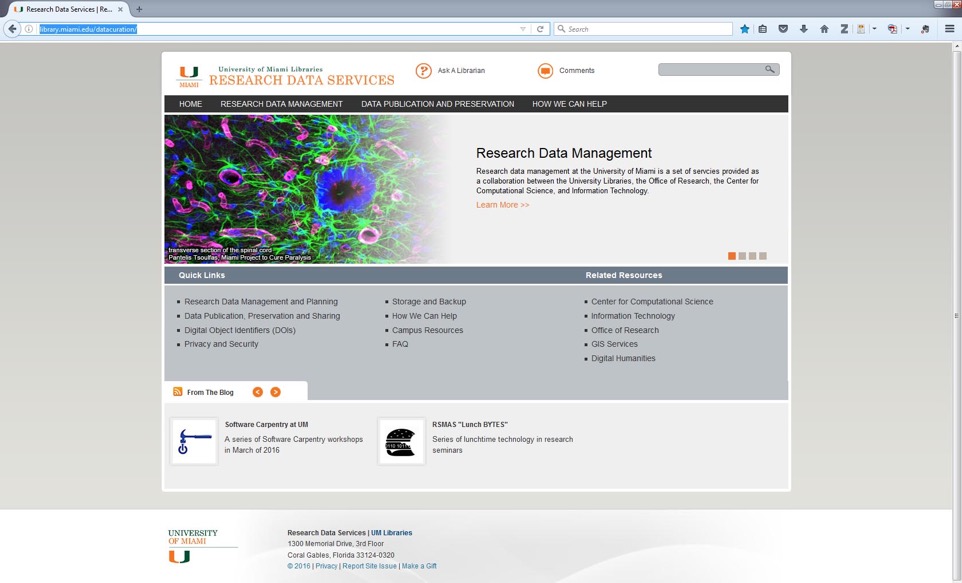 Research Data Services | Re...
library.miami.edu/datacuration/
Search
U
MIAMI
University of Miami Libraries
RESEARCH DATA SERVICES
? Ask A Librarian
Comments
HOME RESEARCH DATA MANAGEMENT DATA PUBLICATION AND PRESERVATION HOW WE CAN HELP
Research Data Management
Research data management at the University of Miami is a set of servcies provided as
a collaboration between the University Libraries, the Office of Research, the Center for
Computational Science, and Information Technology.
Learn More >>
transverse section of the spinal cord
Pantelis Tsoulfas, Miami Project to Cure Paralysis
Quick Links
Related Resources
Research Data Management and Planning
Data Publication, Preservation and Sharing
Digital Object Identifiers (DOIs)
Privacy and Security
Storage and Backup
How We Can Help
Campus Resources
FAQ
Center for Computational Science
Information Technology
Office of Research
GIS Services
Digital Humanities
From The Blog < >
Software Carpentry at UM
A series of Software Carpentry workshops
in March of 2016
RSMAS "Lunch BYTES"
Series of lunchtime technology in research
seminars
UNIVERSITY
OF MIAMI
U
Research Data Services | UM Libraries
1300 Memorial Drive, 3rd Floor
Coral Gables, Florida 33124-0320
© 2016 | Privacy | Report Site Issue | Make a Gift